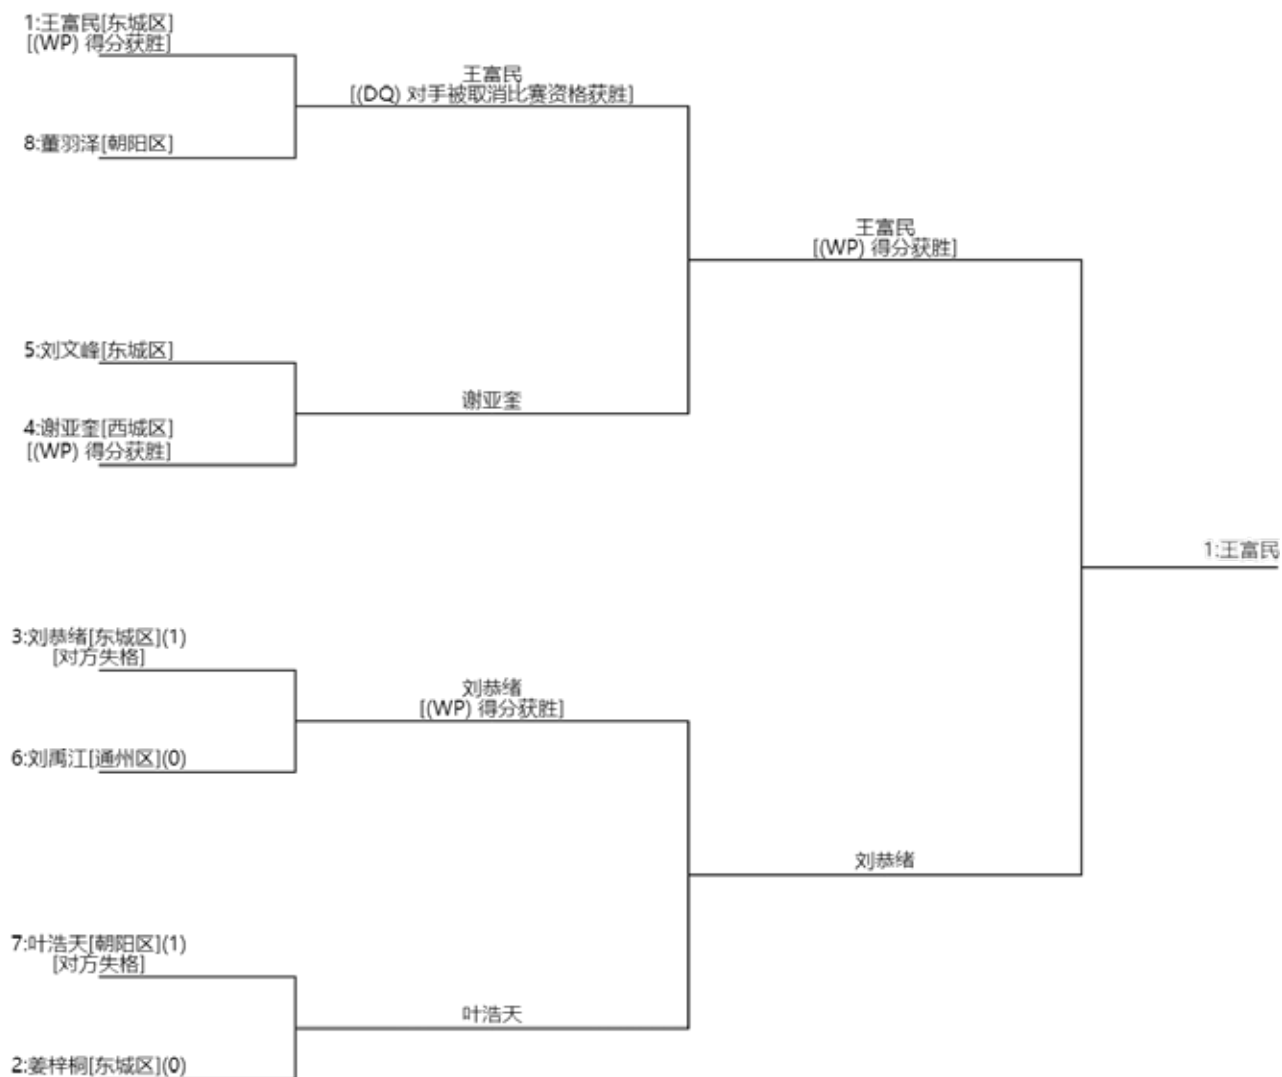 1:王富民[东城区]
[(WP) 得分获胜]
王富民
[(DQ) 对手被取消比赛资格获胜]
8:董羽泽[朝阳区]
王富民
[(WP) 得分获胜]
5:刘文峰[东城区]
谢亚奎
4:谢亚奎[西城区]
[(WP) 得分获胜]
1:王富民
3:刘恭绪[东城区](1)
[对方失格]
刘恭绪
[(WP) 得分获胜]
6:刘禹江[通州区](0)
刘恭绪
7:叶浩天[朝阳区](1)
[对方失格]
叶浩天
2:姜梓桐[东城区](0)